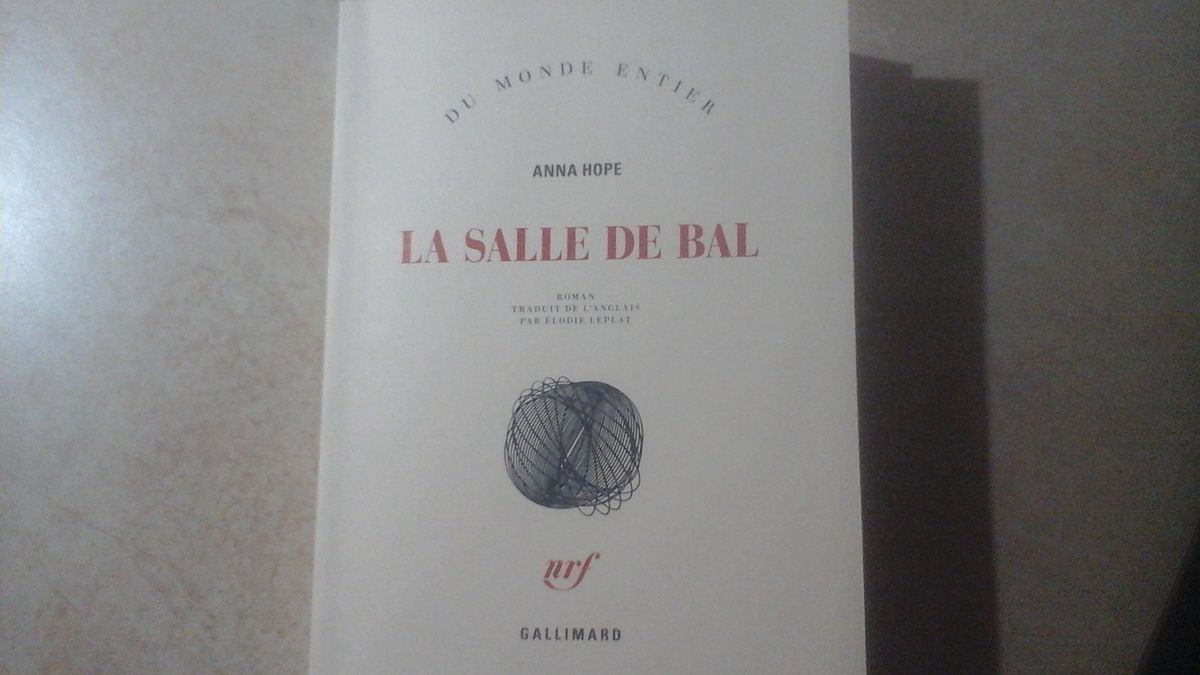 DU MONDE ENTIER
ANNA HOPE
LA SALLE DE BAL
ROMAN
TRADUIT DE L'ANGLAIS
PAR ÉLODIE LEPLAT
nrf
GALLIMARD